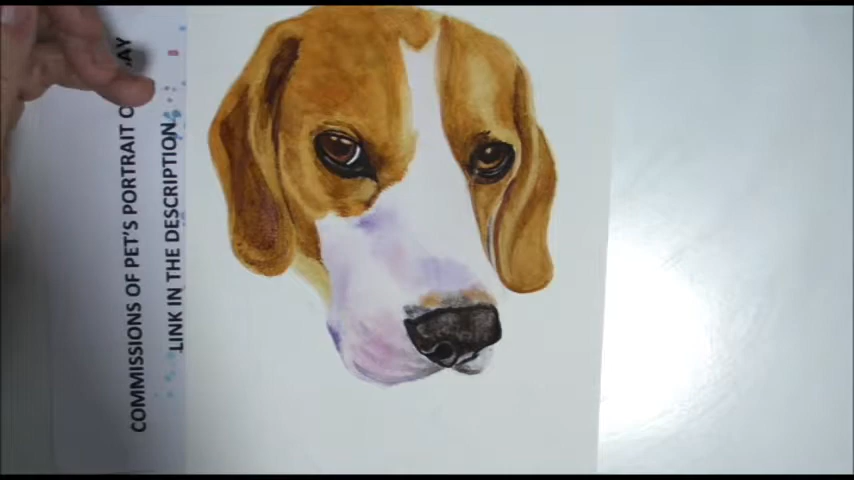 COMMISSIONS OF PET'S PORTRAIT
LINK IN THE DESCRIPTION